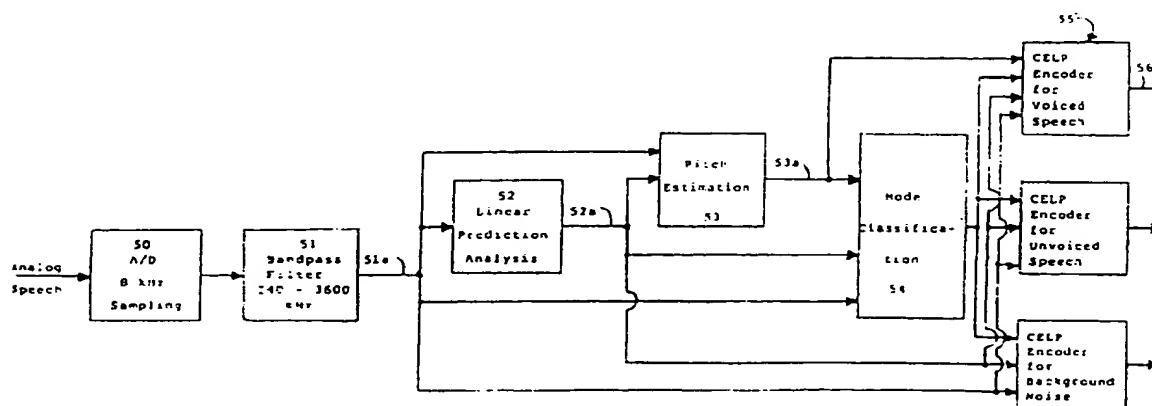 Analog
Speech
50
A/D
8 kHz
Sampling
51
Bandpass
Filter
240 - 3600
kHz
51a
52
Linear
Prediction
Analysis
52a
Pitch
Estimation
53
53a
Mode
Classifica-
tion
54
55
CELP
Encoder
for
Voiced
Speech
56
CELP
Encoder
for
Unvoiced
Speech
CELP
Encoder
for
Background
Noise